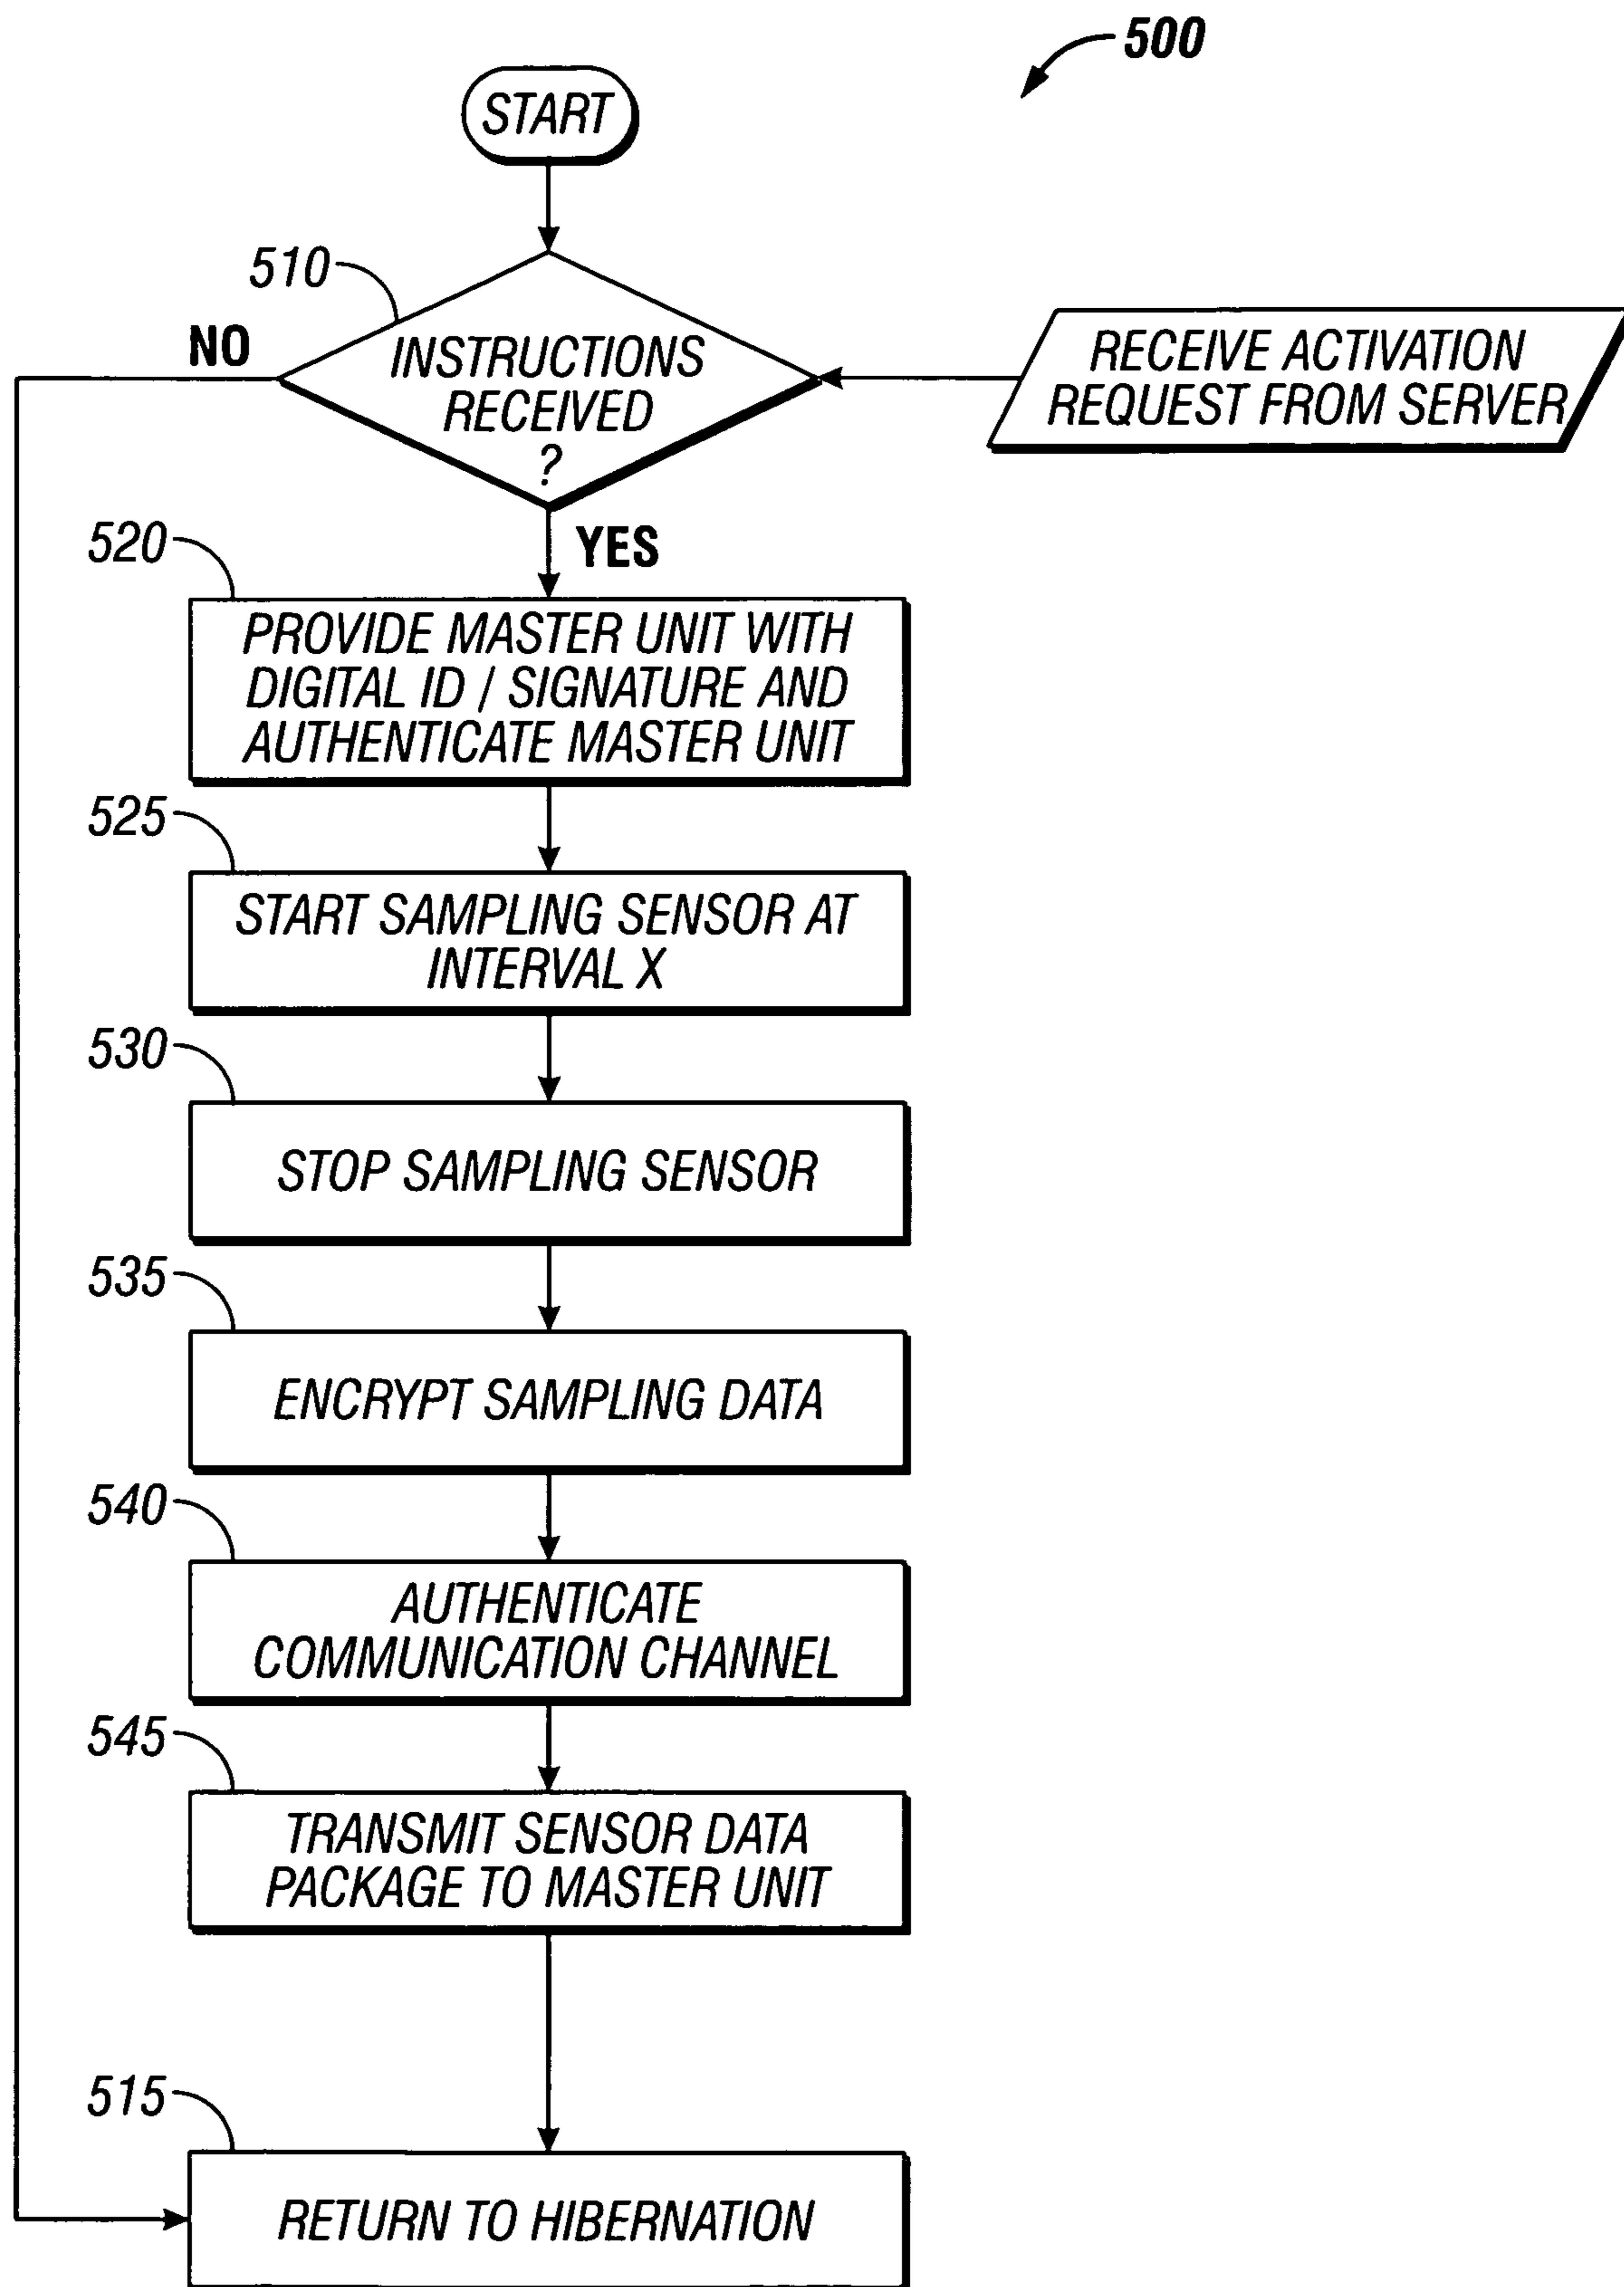 500
START
510
NO
INSTRUCTIONS
RECEIVED
?
RECEIVE ACTIVATION
REQUEST FROM SERVER
YES
520
PROVIDE MASTER UNIT WITH
DIGITAL ID / SIGNATURE AND
AUTHENTICATE MASTER UNIT
525
START SAMPLING SENSOR AT
INTERVAL X
530
STOP SAMPLING SENSOR
535
ENCRYPT SAMPLING DATA
540
AUTHENTICATE
COMMUNICATION CHANNEL
545
TRANSMIT SENSOR DATA
PACKAGE TO MASTER UNIT
515
RETURN TO HIBERNATION